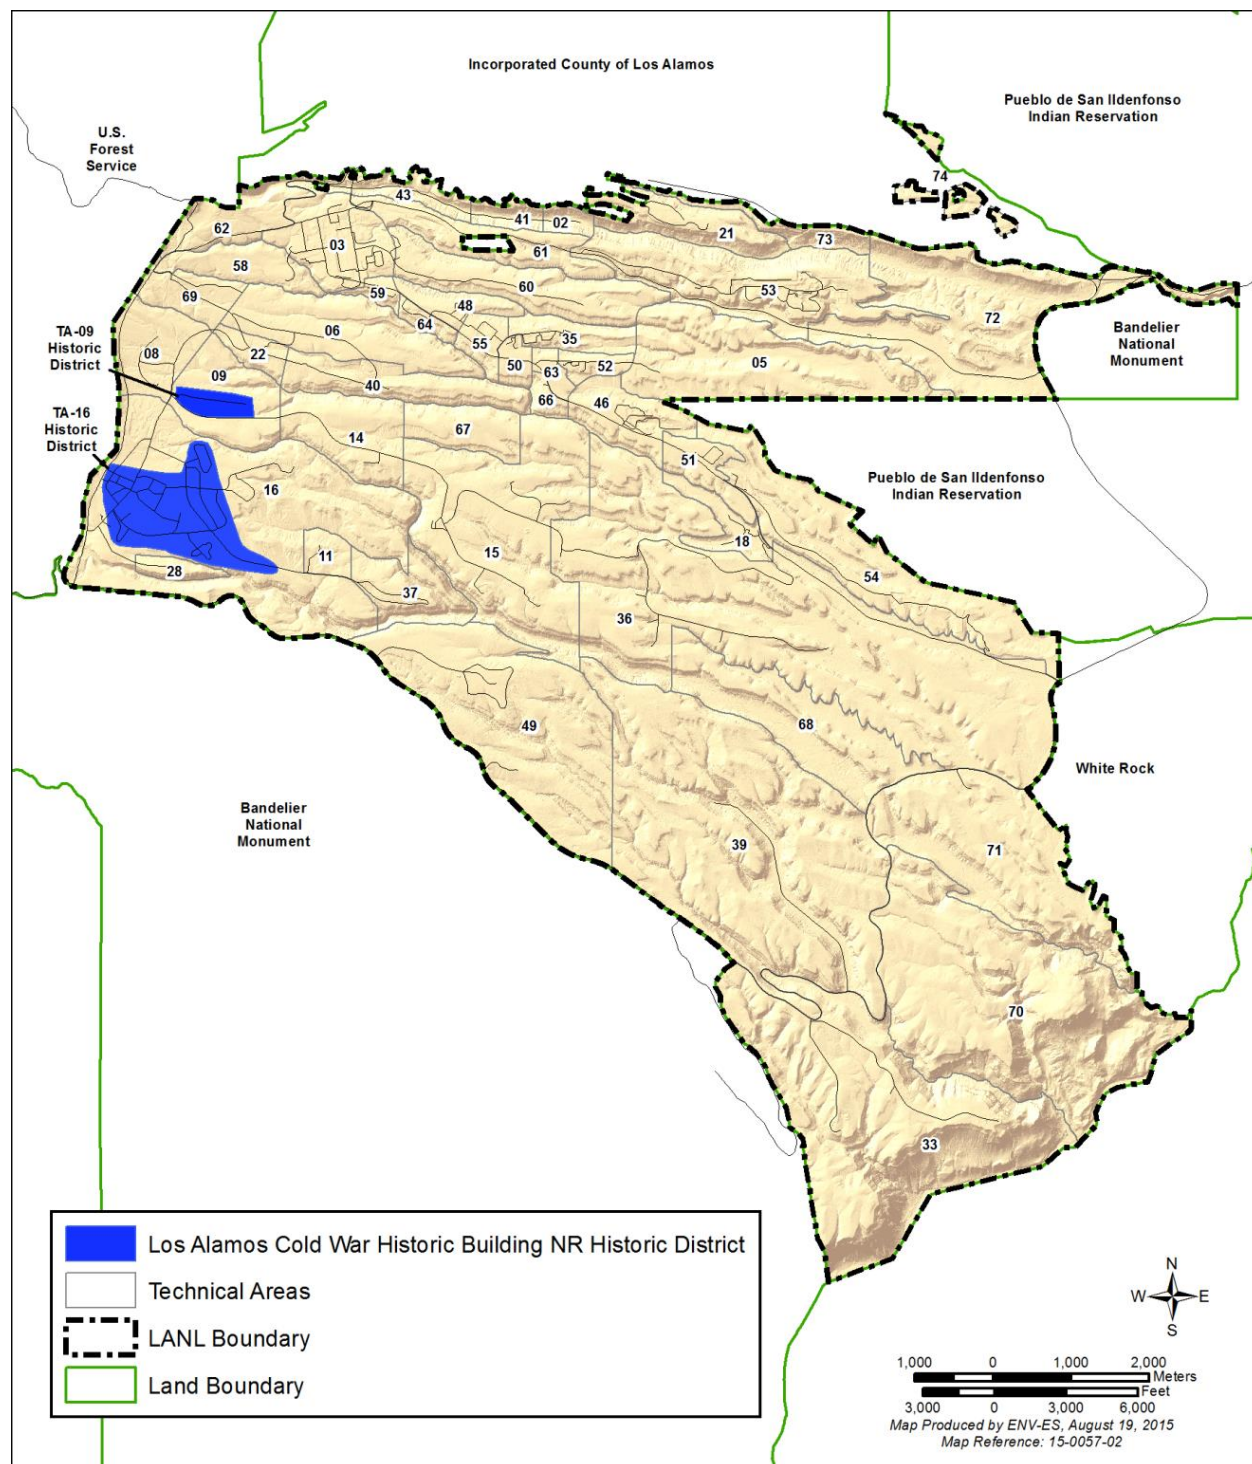 Incorporated County of Los Alamos
Pueblo de San Ildenfonso
Indian Reservation
U.S.
Forest
Service
74
43
62
41
02
21
73
03
61
58
53
59
60
69
48
72
Bandelier
National
Monument
TA-09
Historic
District
06
64
35
08
22
55
50
63
52
05
09
40
66
46
TA-16
Historic
District
14
67
51
Pueblo de San Ildenfonso
Indian Reservation
16
18
11
15
54
28
37
36
49
68
White Rock
Bandelier
National
Monument
39
71
70
33
Los Alamos Cold War Historic Building NR Historic District
Technical Areas
LANL Boundary
Land Boundary
N
W
E
S
1,000 0 1,000 2,000
Meters
Feet
3,000 0 3,000 6,000
Map Produced by ENV-ES, August 19, 2015
Map Reference: 15-0057-02